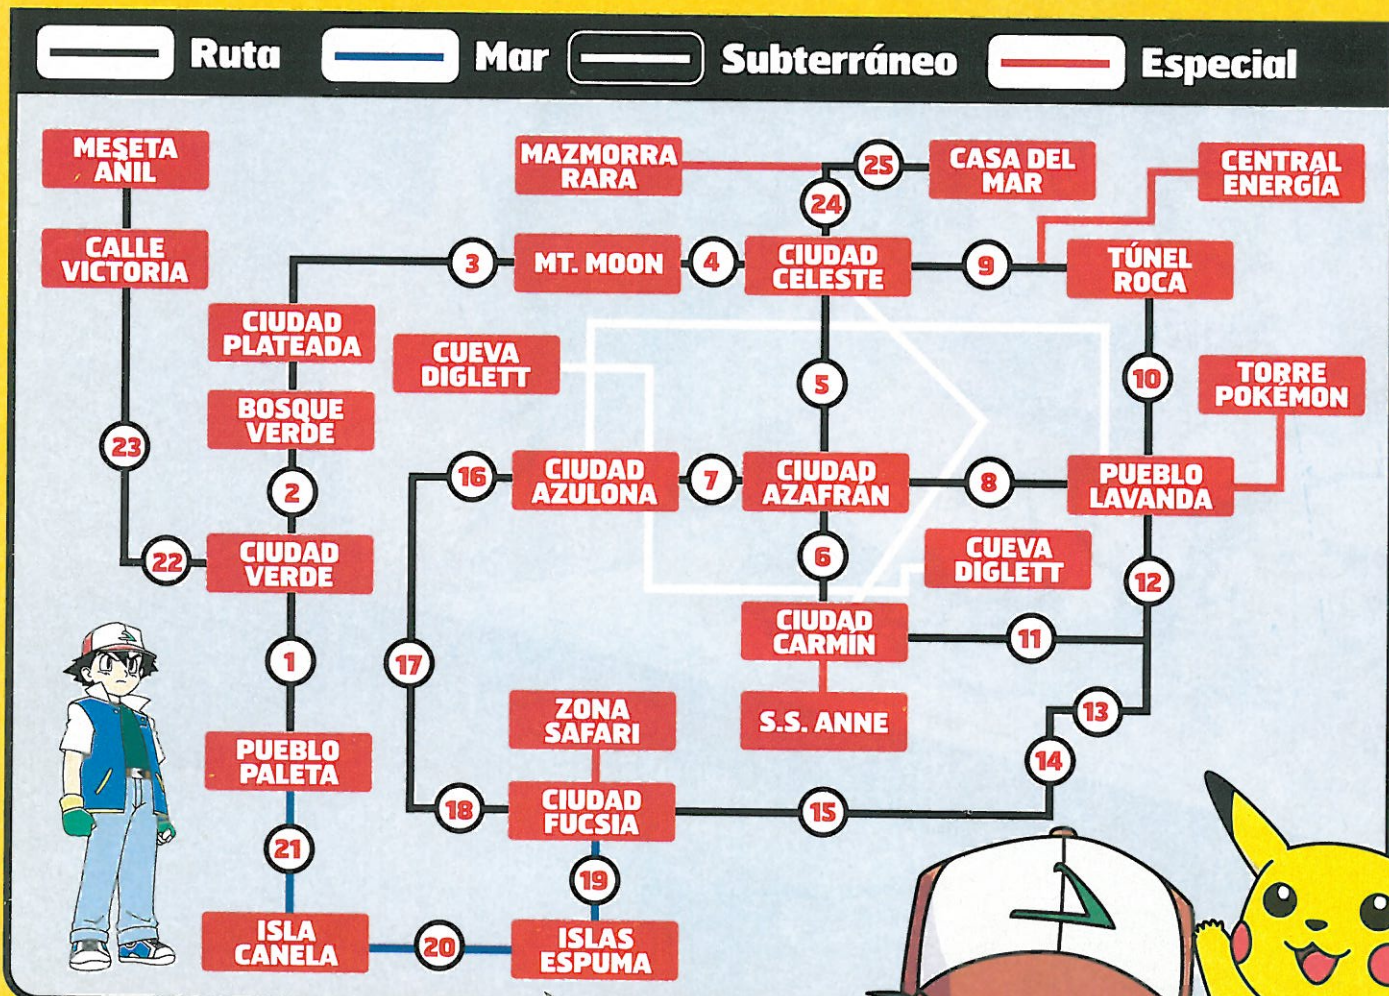 Ruta
Mar
Subterráneo
Especial
MESETA
AÑIL
MAZMORRA
RARA
25
CASA DEL
MAR
CENTRAL
ENERGÍA
24
CALLE
VICTORIA
3
MT. MOON
4
CIUDAD
CELESTE
9
TÚNEL
ROCA
CIUDAD
PLATEADA
CUEVA
DIGLETT
5
10
TORRE
POKÉMON
BOSQUE
VERDE
23
2
16
CIUDAD
AZULONA
7
CIUDAD
AZAFRÁN
8
PUEBLO
LAVANDA
22
CIUDAD
VERDE
6
CUEVA
DIGLETT
12
1
17
CIUDAD
CARMÍN
11
ZONA
SAFARI
S.S. ANNE
13
PUEBLO
PALETA
14
18
CIUDAD
FUCSIA
15
21
19
ISLA
CANELA
20
ISLAS
ESPUMA